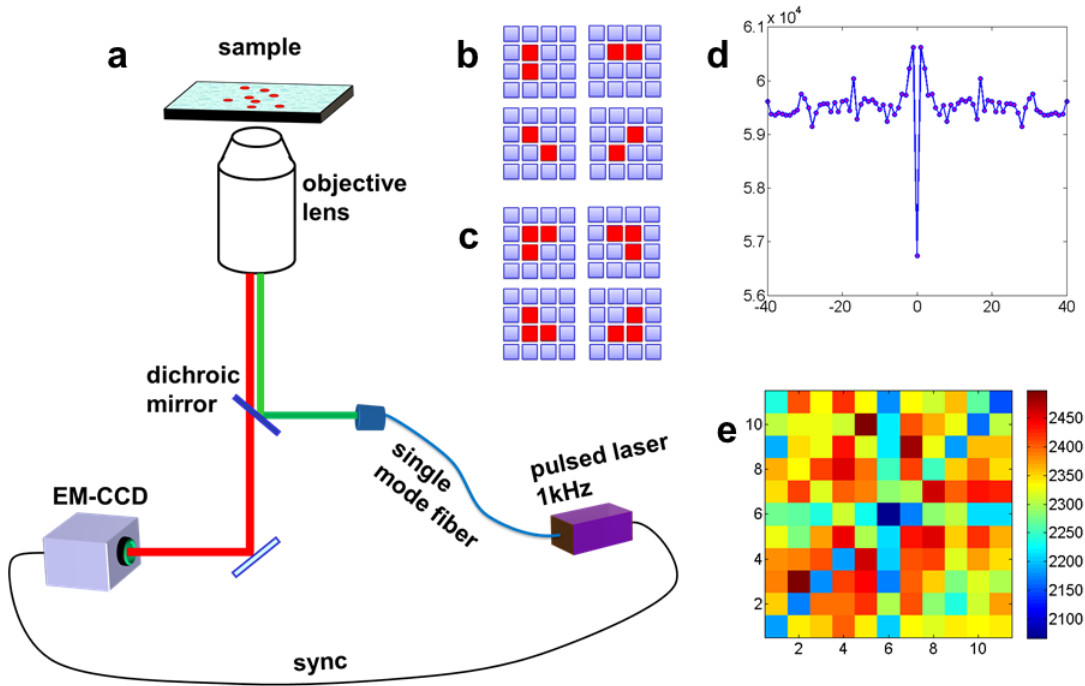 a
sample
objective
lens
dichroic
mirror
single
mode fiber
pulsed laser
1kHz
EM-CCD
sync
b
c
d
x 10⁴
6.1
6
5.9
5.8
5.7
5.6
-40 -20 0 20 40
e
10
8
6
4
2
2 4 6 8 10
2450
2400
2350
2300
2250
2200
2150
2100